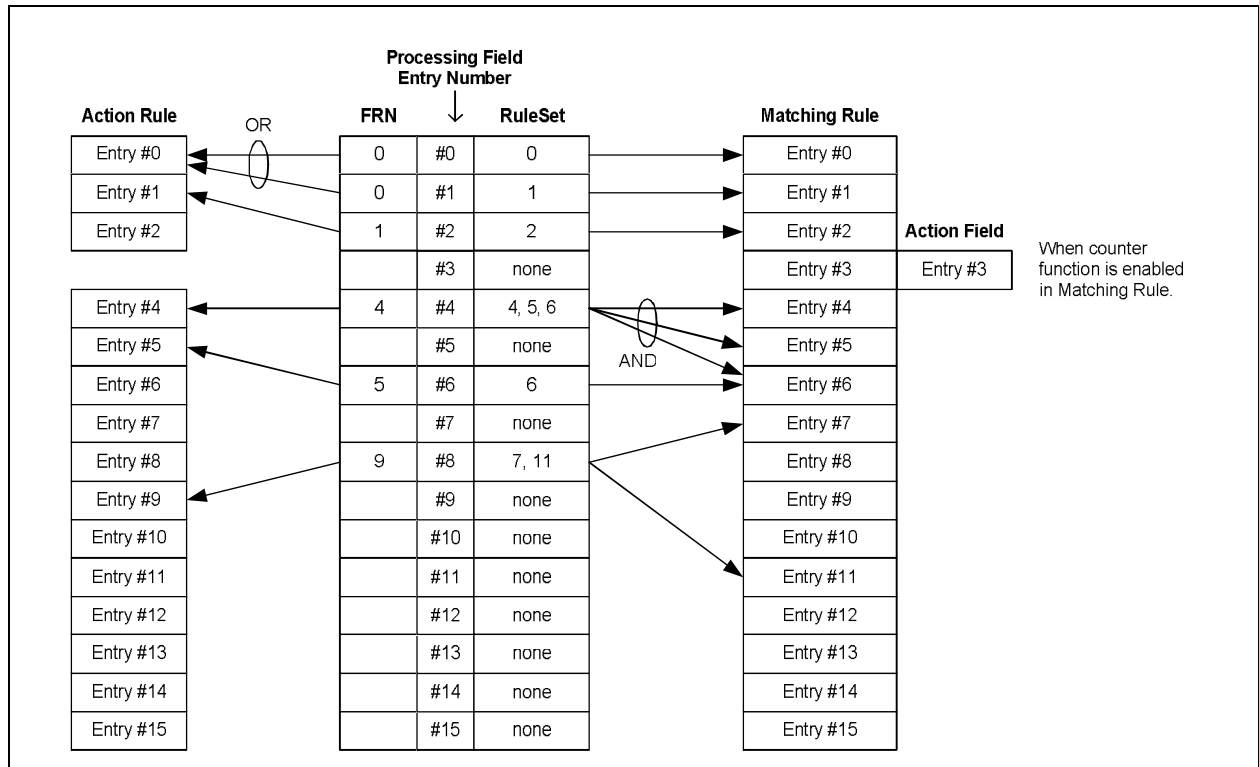 Processing Field
Entry Number
Action Rule OR FRN ↓ RuleSet Matching Rule
Entry #0 0 #0 0 Entry #0
Entry #1 0 #1 1 Entry #1
Entry #2 1 #2 2 Entry #2 Action Field
#3 none Entry #3 Entry #3
When counter
function is enabled
in Matching Rule.
Entry #4 4 #4 4, 5, 6 Entry #4
Entry #5 #5 none AND Entry #5
Entry #6 5 #6 6 Entry #6
Entry #7 #7 none Entry #7
Entry #8 9 #8 7, 11 Entry #8
Entry #9 #9 none Entry #9
Entry #10 #10 none Entry #10
Entry #11 #11 none Entry #11
Entry #12 #12 none Entry #12
Entry #13 #13 none Entry #13
Entry #14 #14 none Entry #14
Entry #15 #15 none Entry #15